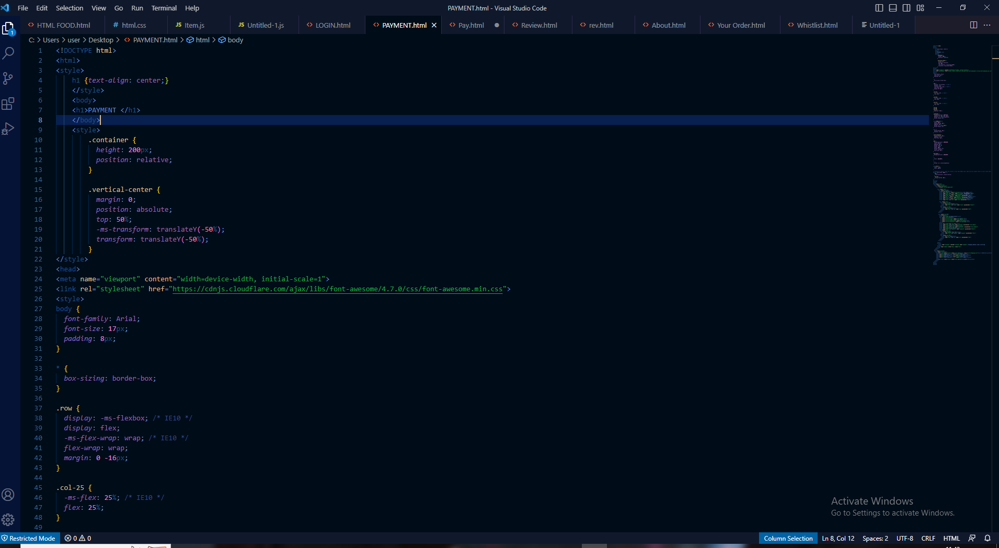 File Edit Selection View Go Run Terminal Help PAYMENT.html - Visual Studio Code
HTML FOOD.html # html.css JS Item.js JS Untitled-1.js LOGIN.html PAYMENT.html Pay.html Review.html rev.html About.html Your Order.html Whistlist.html Untitled-1
1
C: > Users > user > Desktop > PAYMENT.html > html > body
1 <!DOCTYPE html>
2 <html>
3 <style>
4 h1 {text-align: center;}
5 </style>
6 <body>
7 <h1>PAYMENT </h1>
8 </body>
9 <style>
10 .container {
11 height: 200px;
12 position: relative;
13 }
14
15 .vertical-center {
16 margin: 0;
17 position: absolute;
18 top: 50%;
19 -ms-transform: translateY(-50%);
20 transform: translateY(-50%);
21 }
22 </style>
23 <head>
24 <meta name="viewport" content="width=device-width, initial-scale=1">
25 <link rel="stylesheet" href="https://cdnjs.cloudflare.com/ajax/libs/font-awesome/4.7.0/css/font-awesome.min.css">
26 <style>
27 body {
28 font-family: Arial;
29 font-size: 17px;
30 padding: 8px;
31 }
32
33 * {
34 box-sizing: border-box;
35 }
36
37 .row {
38 display: -ms-flexbox; /* IE10 */
39 display: flex;
40 -ms-flex-wrap: wrap; /* IE10 */
41 flex-wrap: wrap;
42 margin: 0 -16px;
43 }
44
45 .col-25 {
46 -ms-flex: 25%; /* IE10 */
47 flex: 25%;
48 }
49
Activate Windows
Go to Settings to activate Windows.
Restricted Mode 0 0 Column Selection Ln 8, Col 12 Spaces: 2 UTF-8 CRLF HTML